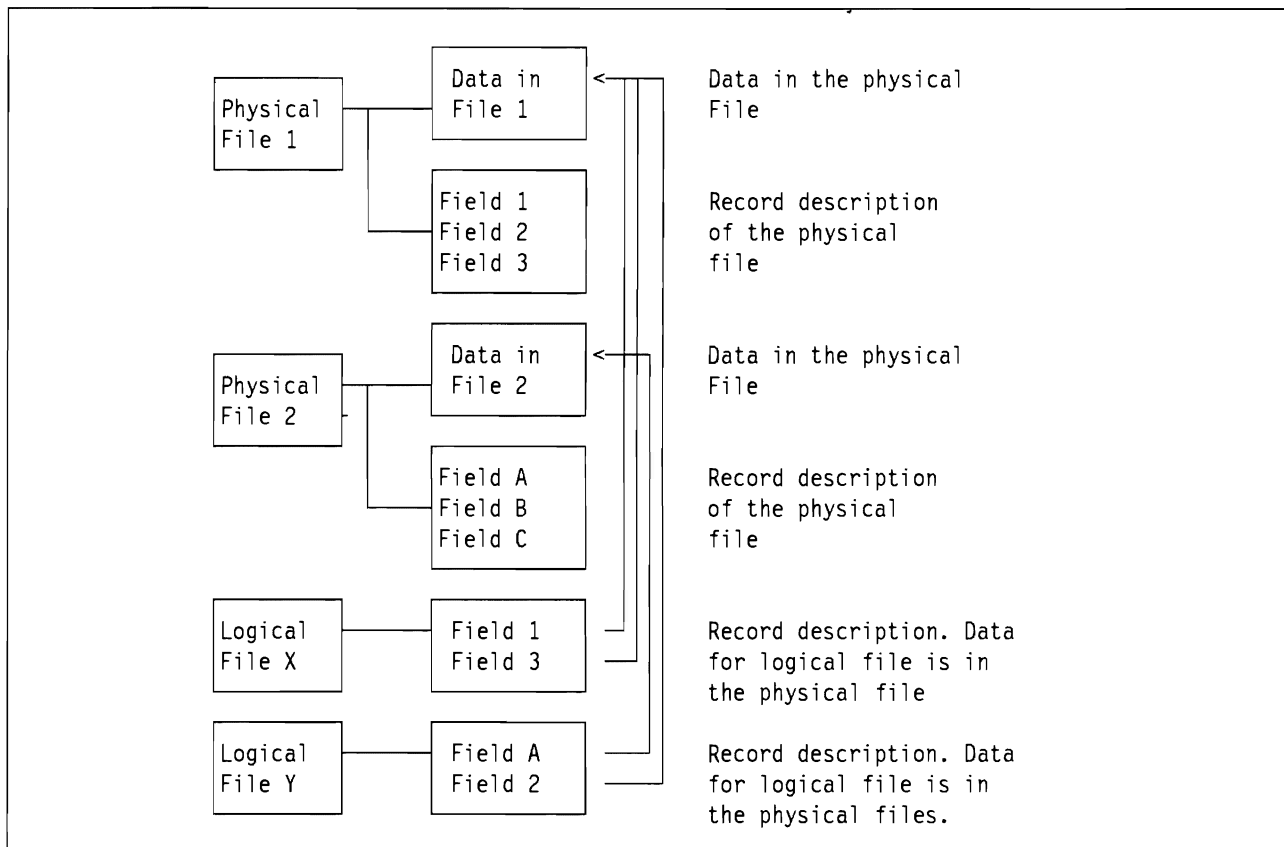 Physical
File 1
Data in
File 1
<
Data in the physical
File
Field 1
Field 2
Field 3
Record description
of the physical
file
Physical
File 2
Data in
File 2
<
Data in the physical
File
Field A
Field B
Field C
Record description
of the physical
file
Logical
File X
Field 1
Field 3
Record description. Data
for logical file is in
the physical file
Logical
File Y
Field A
Field 2
Record description. Data
for logical file is in
the physical files.